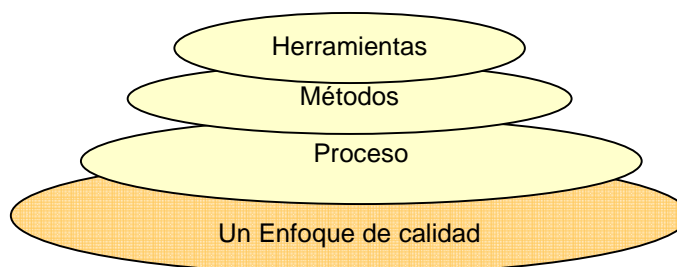 Herramientas
Métodos
Proceso
Un Enfoque de calidad